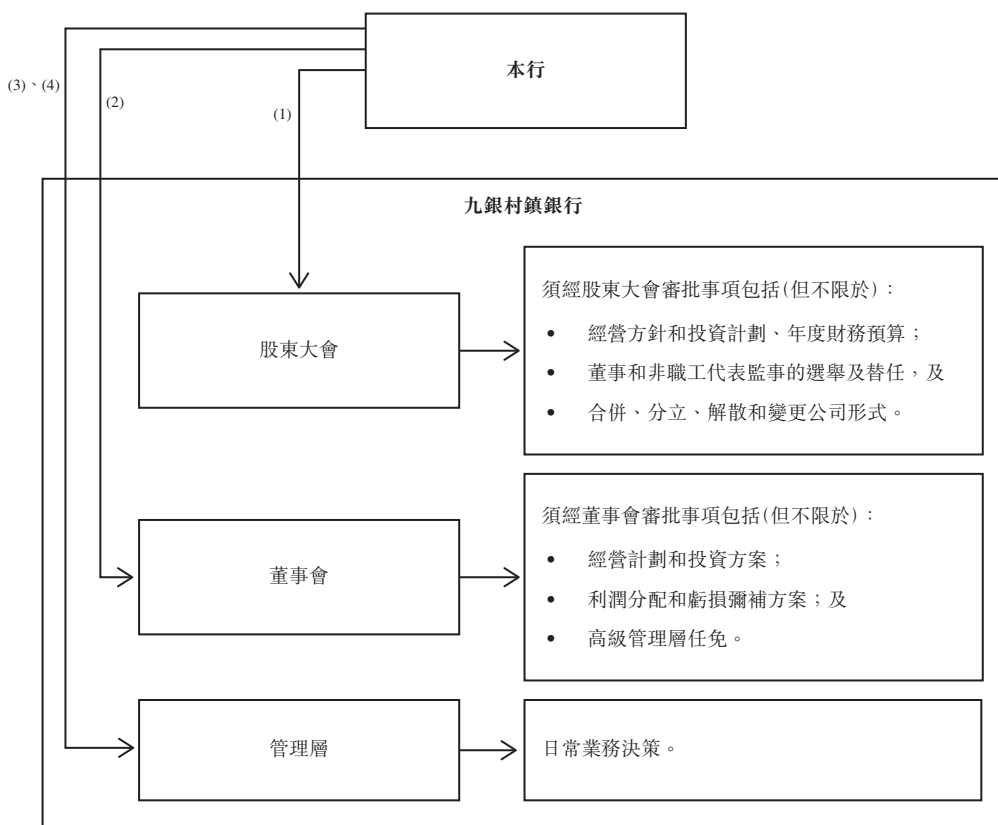 本行
(3)、(4)
(2)
(1)
九銀村鎮銀行
股東大會
須經股東大會審批事項包括(但不限於)：
• 經營方針和投資計劃、年度財務預算；
• 董事和非職工代表監事的選舉及替任，及
• 合併、分立、解散和變更公司形式。
董事會
須經董事會審批事項包括(但不限於)：
• 經營計劃和投資方案；
• 利潤分配和虧損彌補方案；及
• 高級管理層任免。
管理層
日常業務決策。